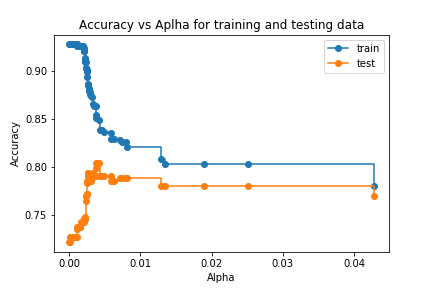 Accuracy vs Aplha for training and testing data
train
test
Accuracy
0.90
0.85
0.80
0.75
0.00
0.01
0.02
0.03
0.04
Alpha